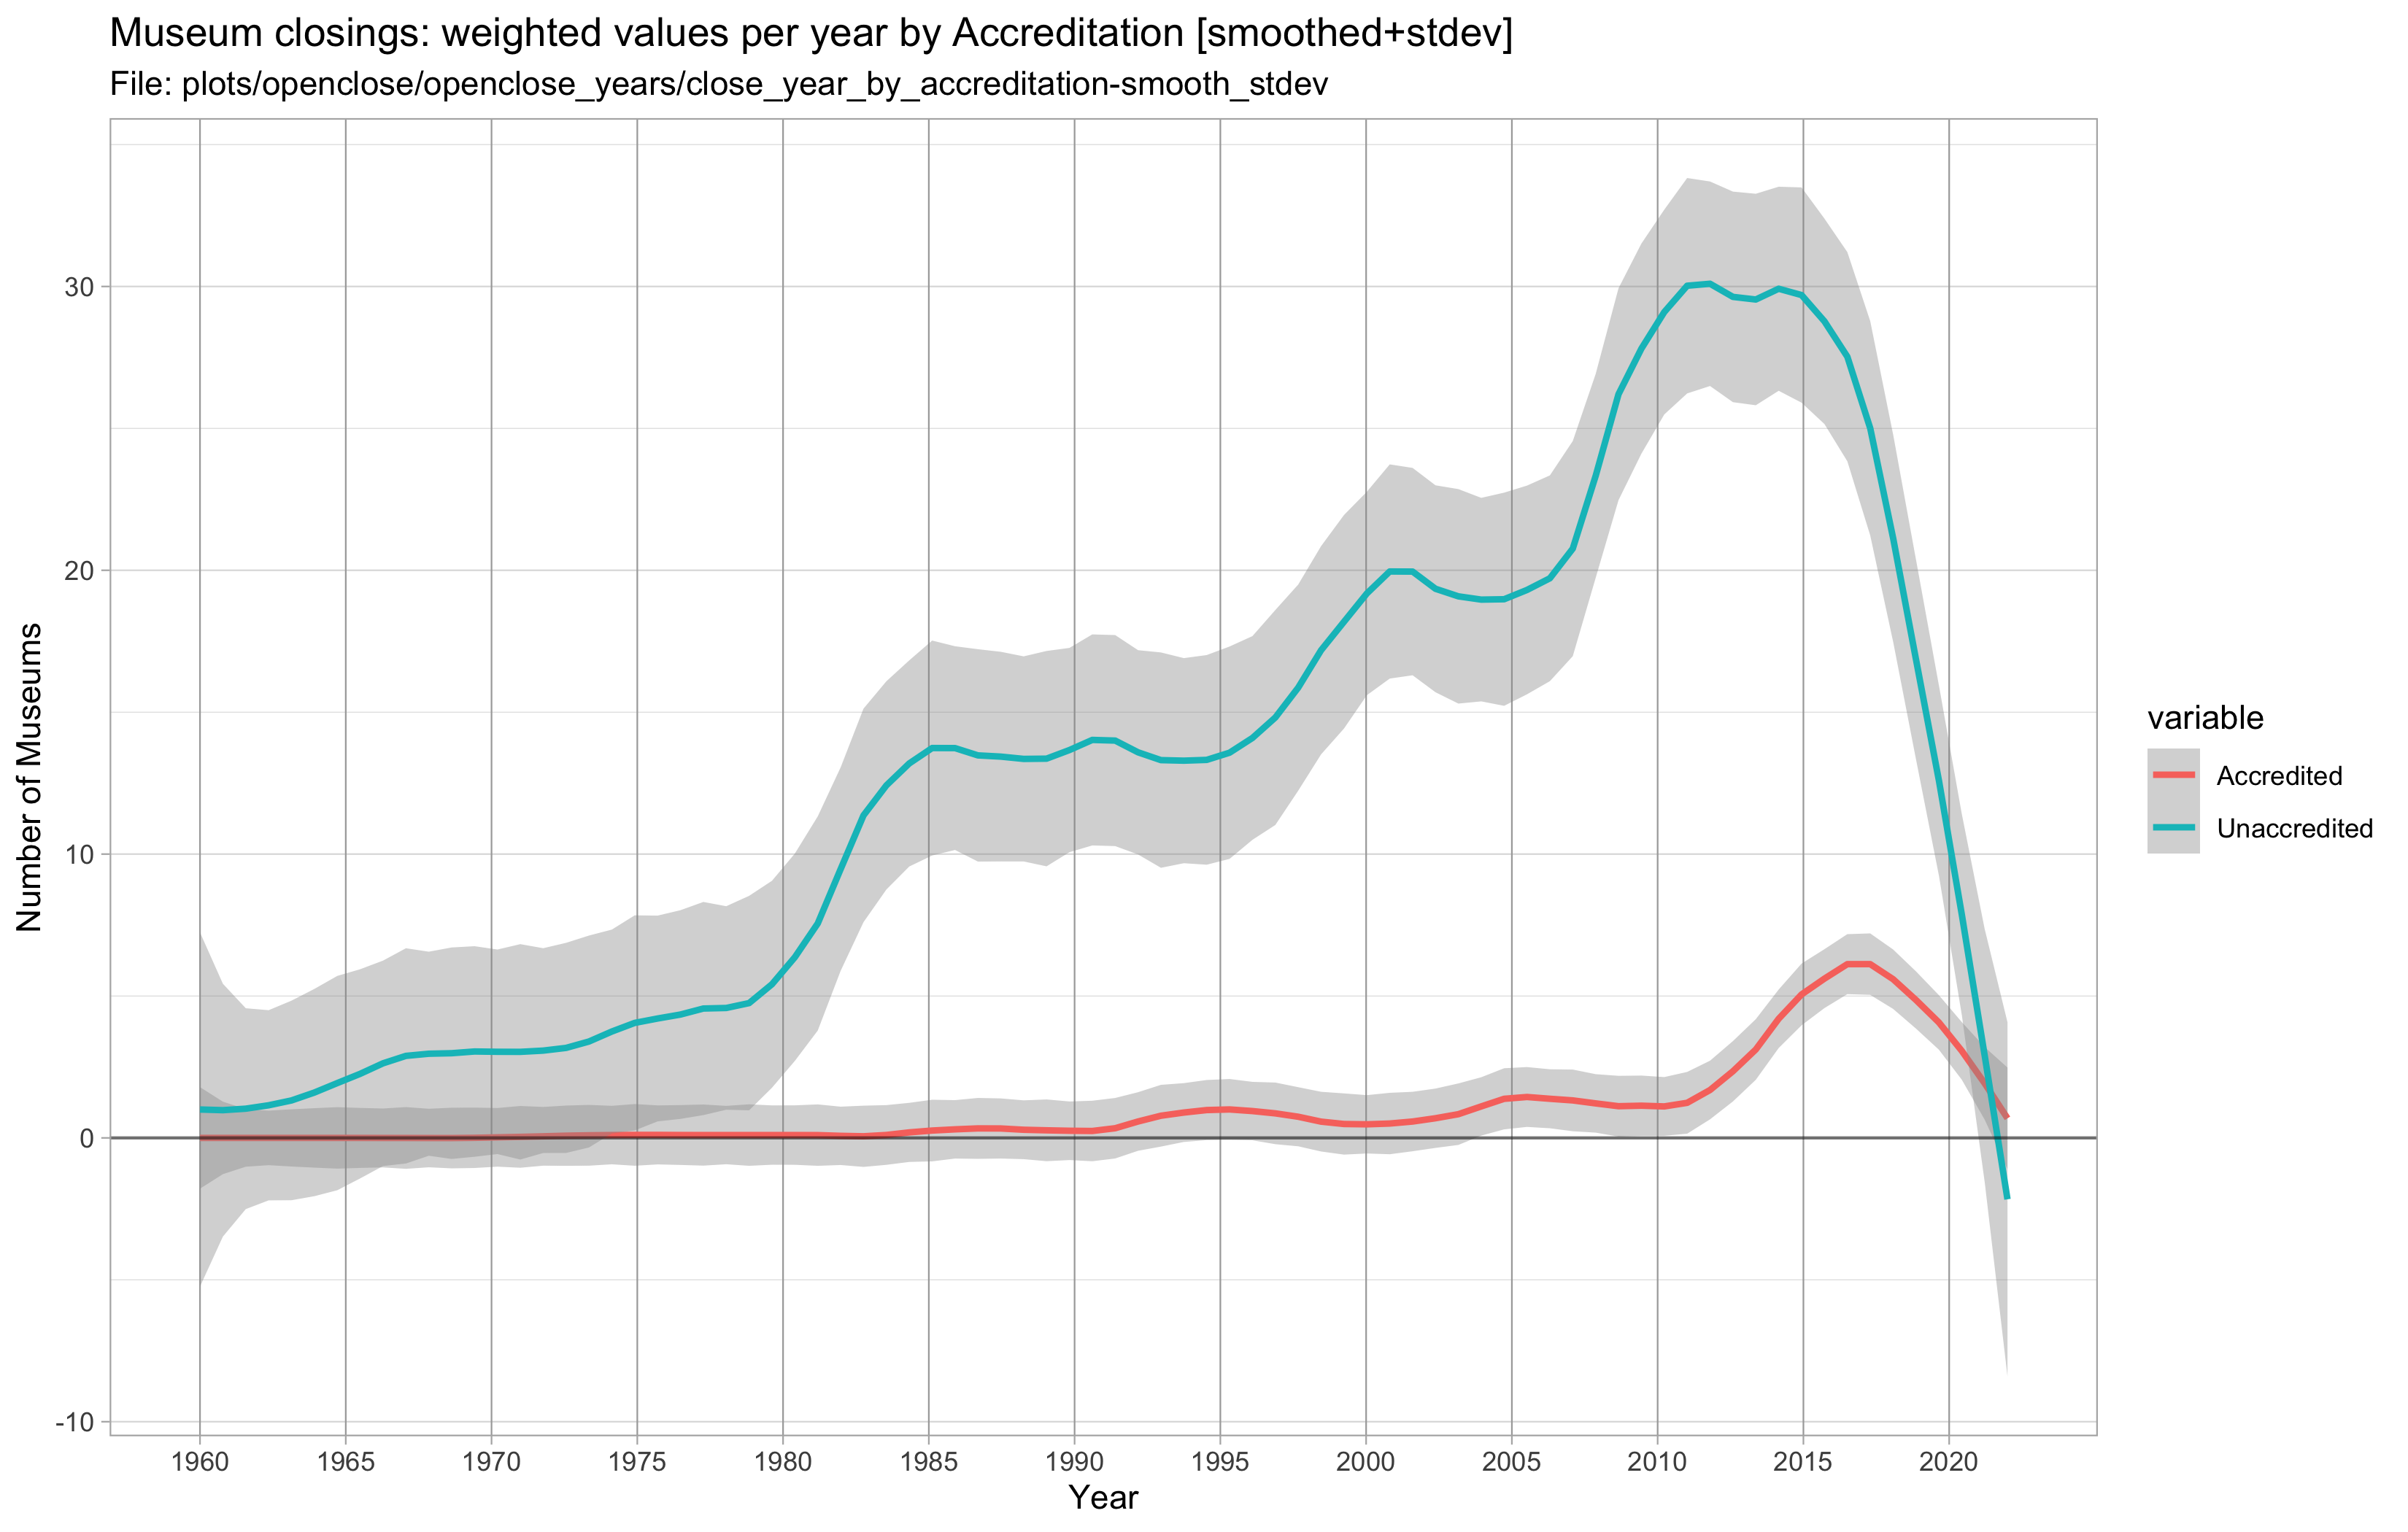 Museum closings: weighted values per year by Accreditation [smoothed+stdev]
File: plots/openclose/openclose_years/close_year_by_accreditation-smooth_stdev
Number of Museums
30
20
10
0
-10
1960 1965 1970 1975 1980 1985 1990 1995 2000 2005 2010 2015 2020
Year
variable
Accredited
Unaccredited